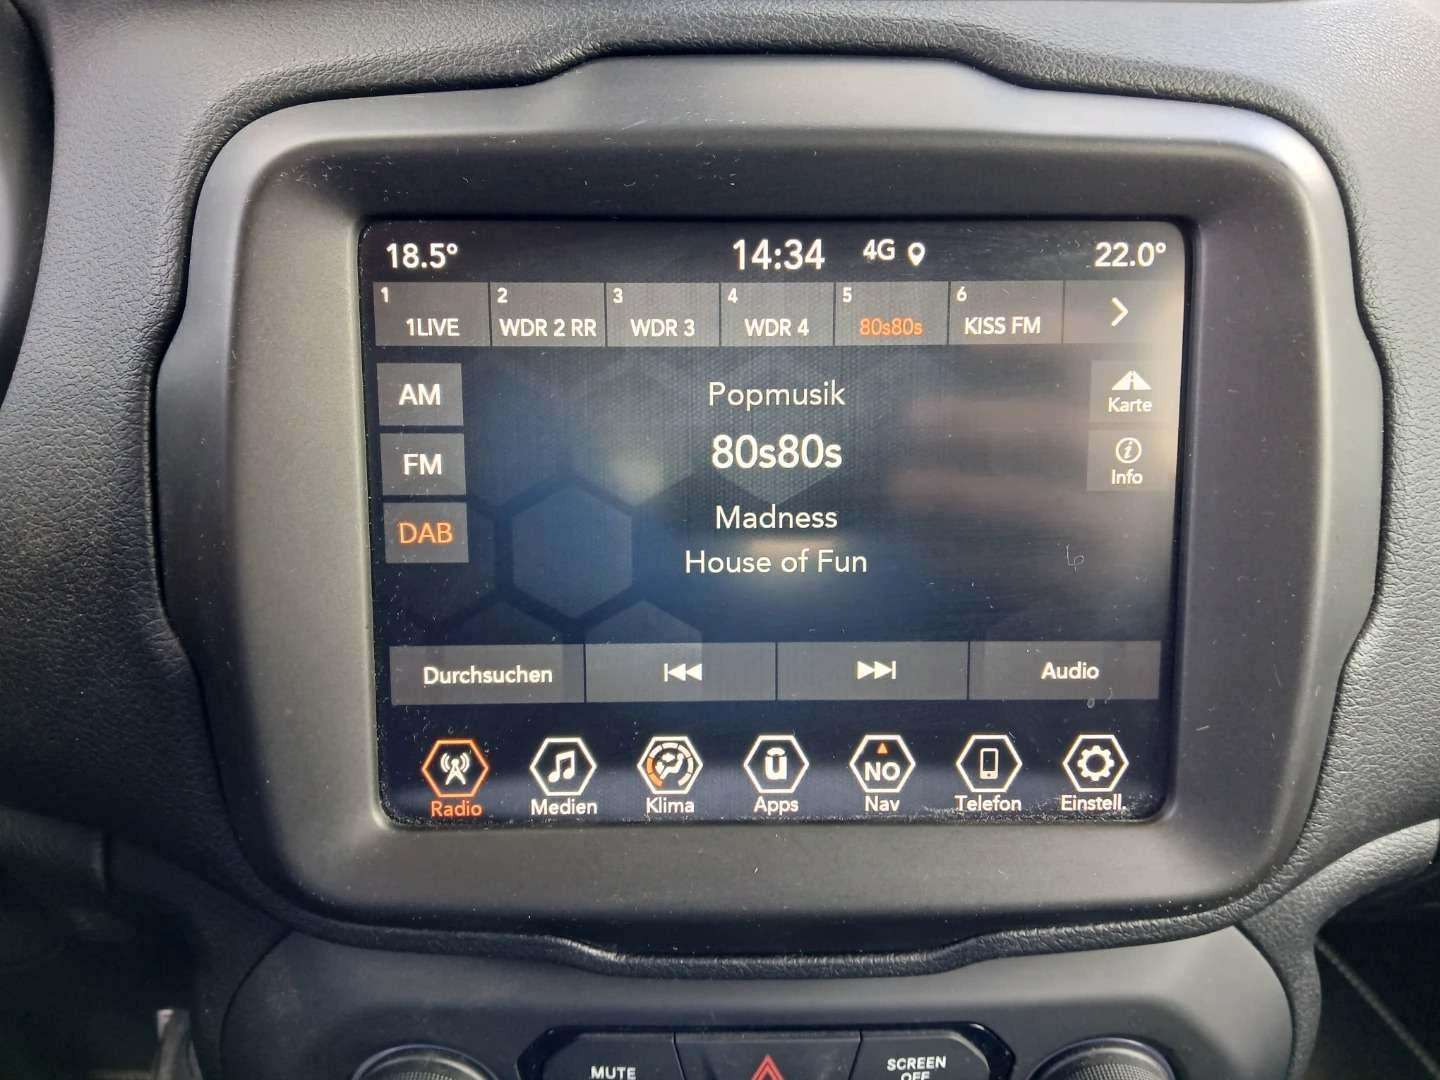 18.5° 14:34 4G 22.0°
1 2 3 4 5 6
1LIVE WDR 2 RR WDR 3 WDR 4 80s80s KISS FM
AM
FM
DAB
Popmusik
80s80s
Madness
House of Fun
Karte
Info
Durchsuchen Audio
NO
Radio Medien Klima Apps Nav Telefon Einstell.
MUTE
SCREEN
OFF